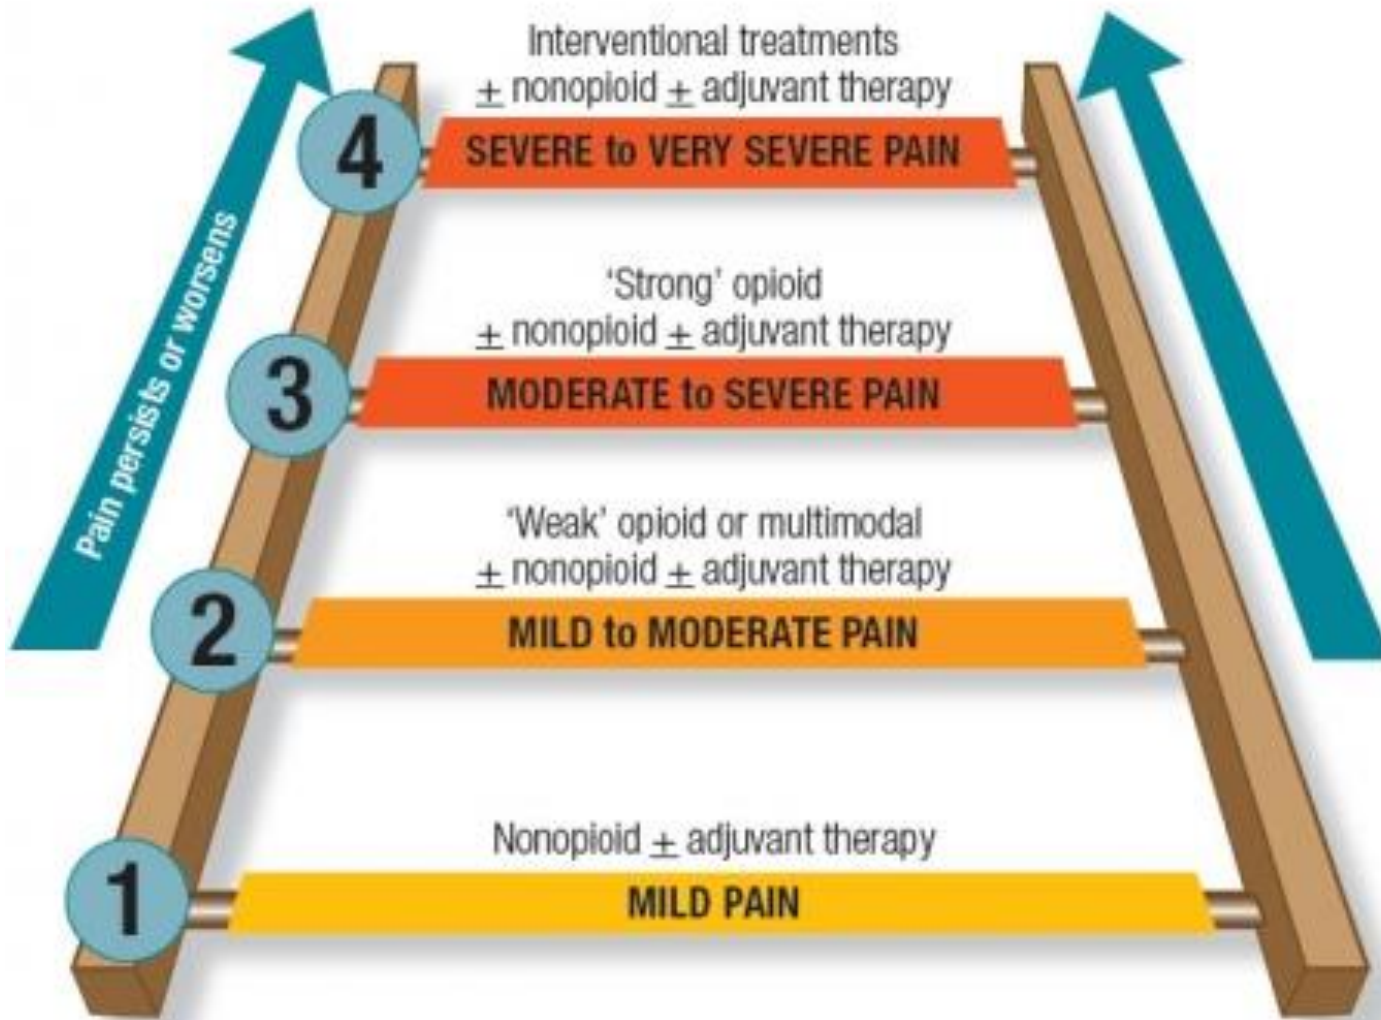 Interventional treatments
± nonopioid ± adjuvant therapy
4
SEVERE to VERY SEVERE PAIN
Pain persists or worsens
‘Strong’ opioid
± nonopioid ± adjuvant therapy
3
MODERATE to SEVERE PAIN
‘Weak’ opioid or multimodal
± nonopioid ± adjuvant therapy
2
MILD to MODERATE PAIN
Nonopioid ± adjuvant therapy
1
MILD PAIN